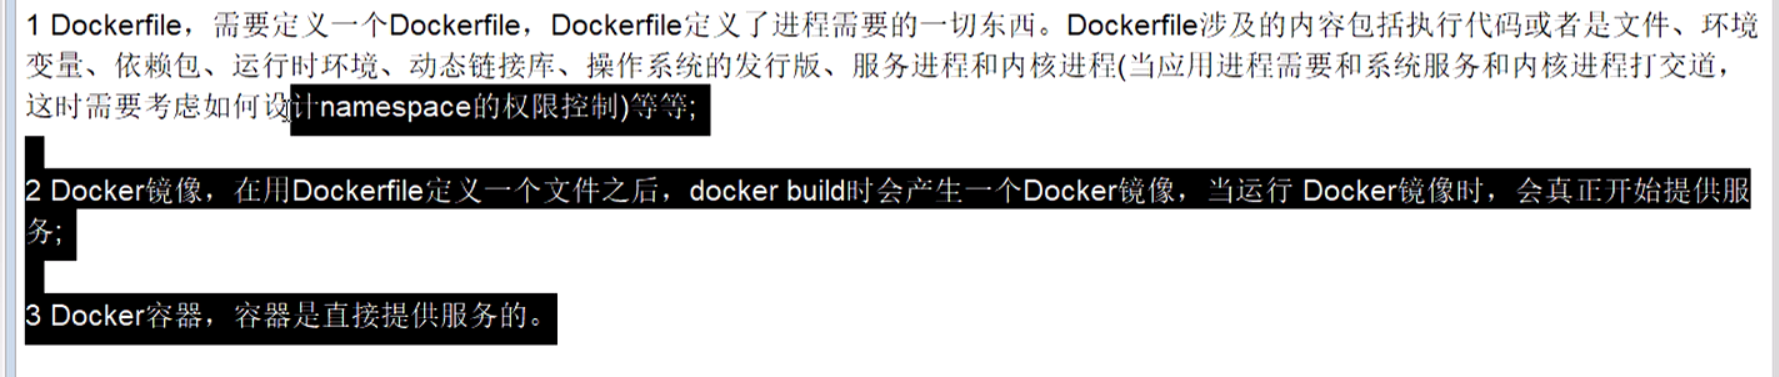 1 Dockerfile，需要定义一个Dockerfile，Dockerfile定义了进程需要的一切东西。Dockerfile涉及的内容包括执行代码或者是文件、环境
变量、依赖包、运行时环境、动态链接库、操作系统的发行版、服务进程和内核进程(当应用进程需要和系统服务和内核进程打交道，
这时需要考虑如何设计namespace的权限控制)等等;
2 Docker镜像，在用Dockerfile定义一个文件之后，docker build时会产生一个Docker镜像，当运行 Docker镜像时，会真正开始提供服
务;
3 Docker容器，容器是直接提供服务的。